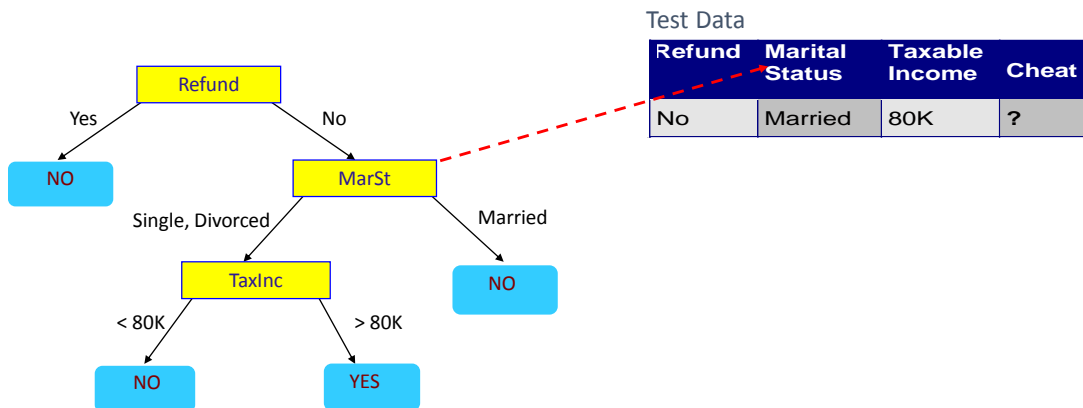 Test Data
Refund Marital Status Taxable Income Cheat
No Married 80K ?
Refund
Yes
No
NO
MarSt
Single, Divorced
Married
TaxInc
NO
< 80K
> 80K
NO
YES